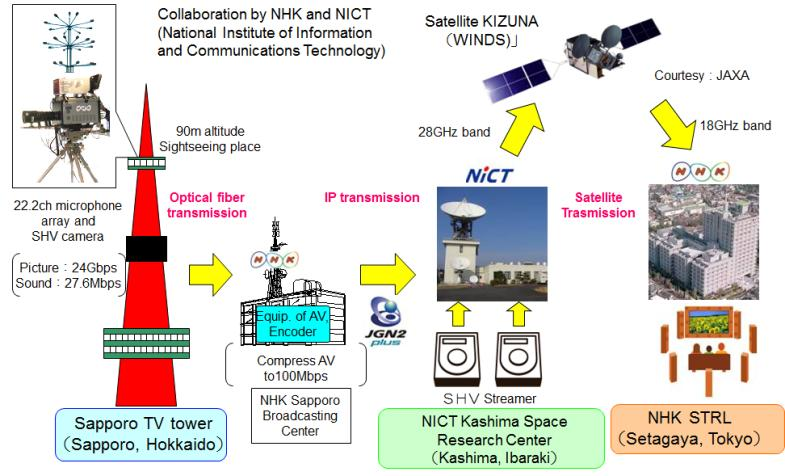 Collaboration by NHK and NICT
(National Institute of Information
and Communications Technology)
Satellite KIZUNA
(WINDS)」
Courtesy：JAXA
90m altitude
Sightseeing place
28GHz band
18GHz band
22.2ch microphone
array and
SHV camera
Picture：24Gbps
Sound：27.6Mbps
Optical fiber
transmission
IP transmission
NICT
Satellite
Trasmission
NHK
NHK
Equip. of AV,
Encoder
JGN2
plus
Compress AV
to100Mbps
NHK Sapporo
Broadcasting
Center
ＳＨＶ Streamer
Sapporo TV tower
（Sapporo, Hokkaido）
NICT Kashima Space
Research Center
（Kashima, Ibaraki）
NHK STRL
（Setagaya, Tokyo）